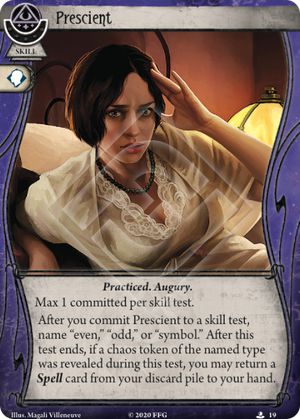 Prescient
SKILL
Practiced. Augury.
Max 1 committed per skill test.
After you commit Prescient to a skill test,
name “even,” “odd,” or “symbol.” After this
test ends, if a chaos token of the named type
was revealed during this test, you may return a
Spell card from your discard pile to your hand.
Illus. Magali Villeneuve
© 2020 FFG
19